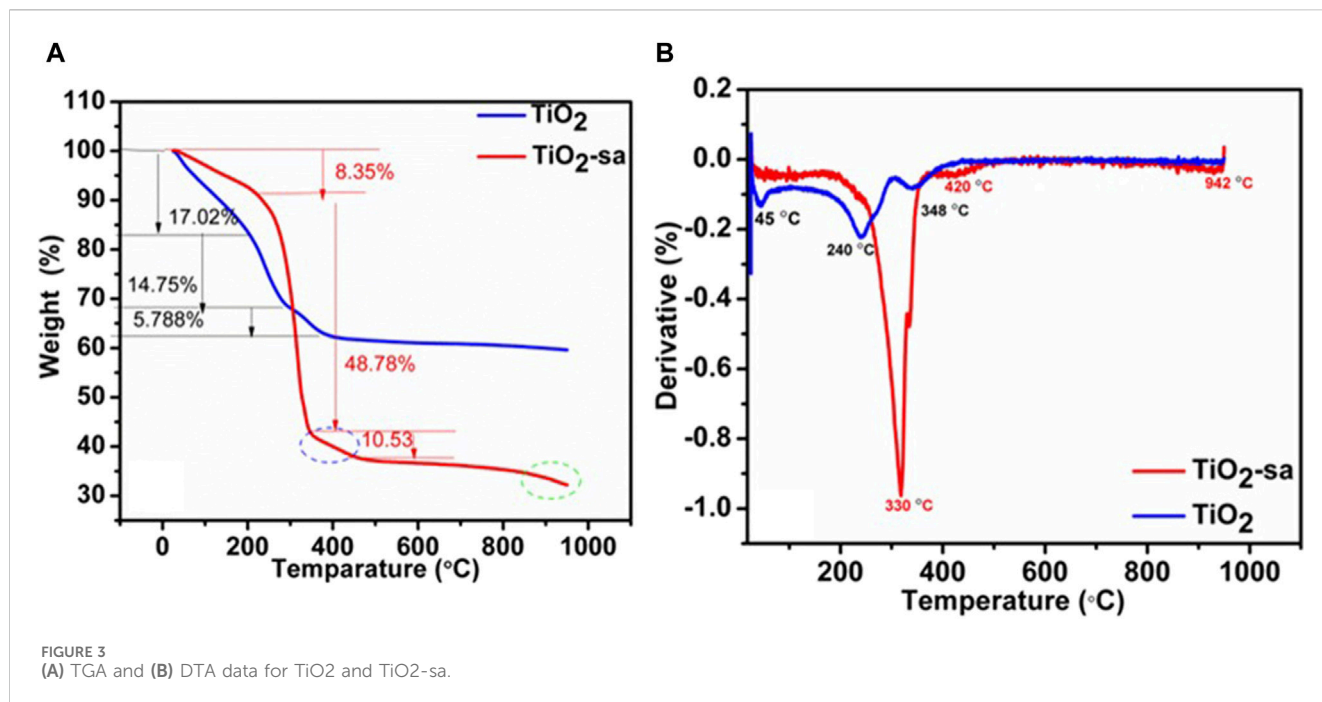 A
110
100
90
80
70
60
50
40
30
Weight (%)
TiO2
TiO2-sa
8.35%
17.02%
14.75%
5.788%
48.78%
10.53
0 200 400 600 800 1000
Temparature (°C)
B
0.2
0.0
-0.2
-0.4
-0.6
-0.8
-1.0
Derivative (%)
45 °C
240 °C
348 °C
420 °C
942 °C
330 °C
TiO2-sa
TiO2
200 400 600 800 1000
Temperature (°C)
FIGURE 3
(A) TGA and (B) DTA data for TiO2 and TiO2-sa.